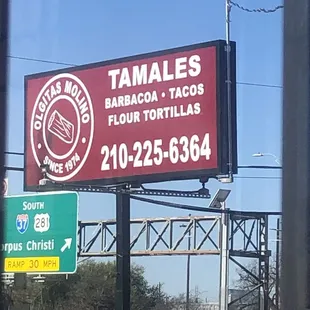 OLGITAS MOLINO
SINCE 1974
TAMALES
BARBACOA · TACOS
FLOUR TORTILLAS
210-225-6364
SOUTH
37 281
orpus Christi
RAMP 30 MPH